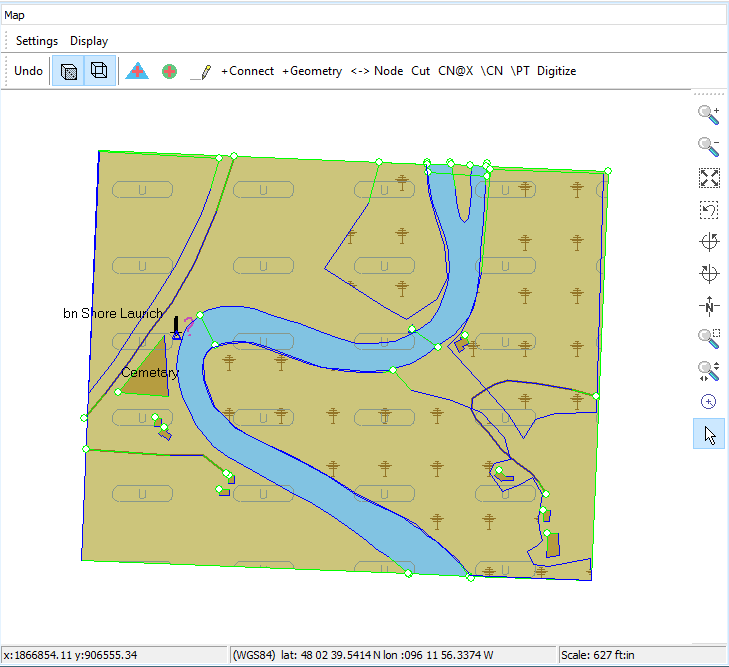 Map
Settings Display
Undo +Connect +Geometry <-> Node Cut CN@X \CN \PT Digitize
U U U U
U U U U
bn Shore Launch
?
U U U
Cemetary
U U U U
U U U U
U U U
N
x:1866854.11 y:906555.34 (WGS84) lat: 48 02 39.5414 N lon :096 11 56.3374 W Scale: 627 ft:in